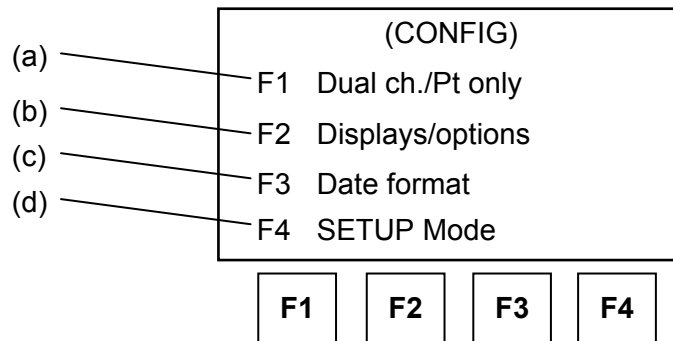 (CONFIG)
(a)
F1 Dual ch./Pt only
(b)
F2 Displays/options
(c)
F3 Date format
(d)
F4 SETUP Mode
F1 F2 F3 F4